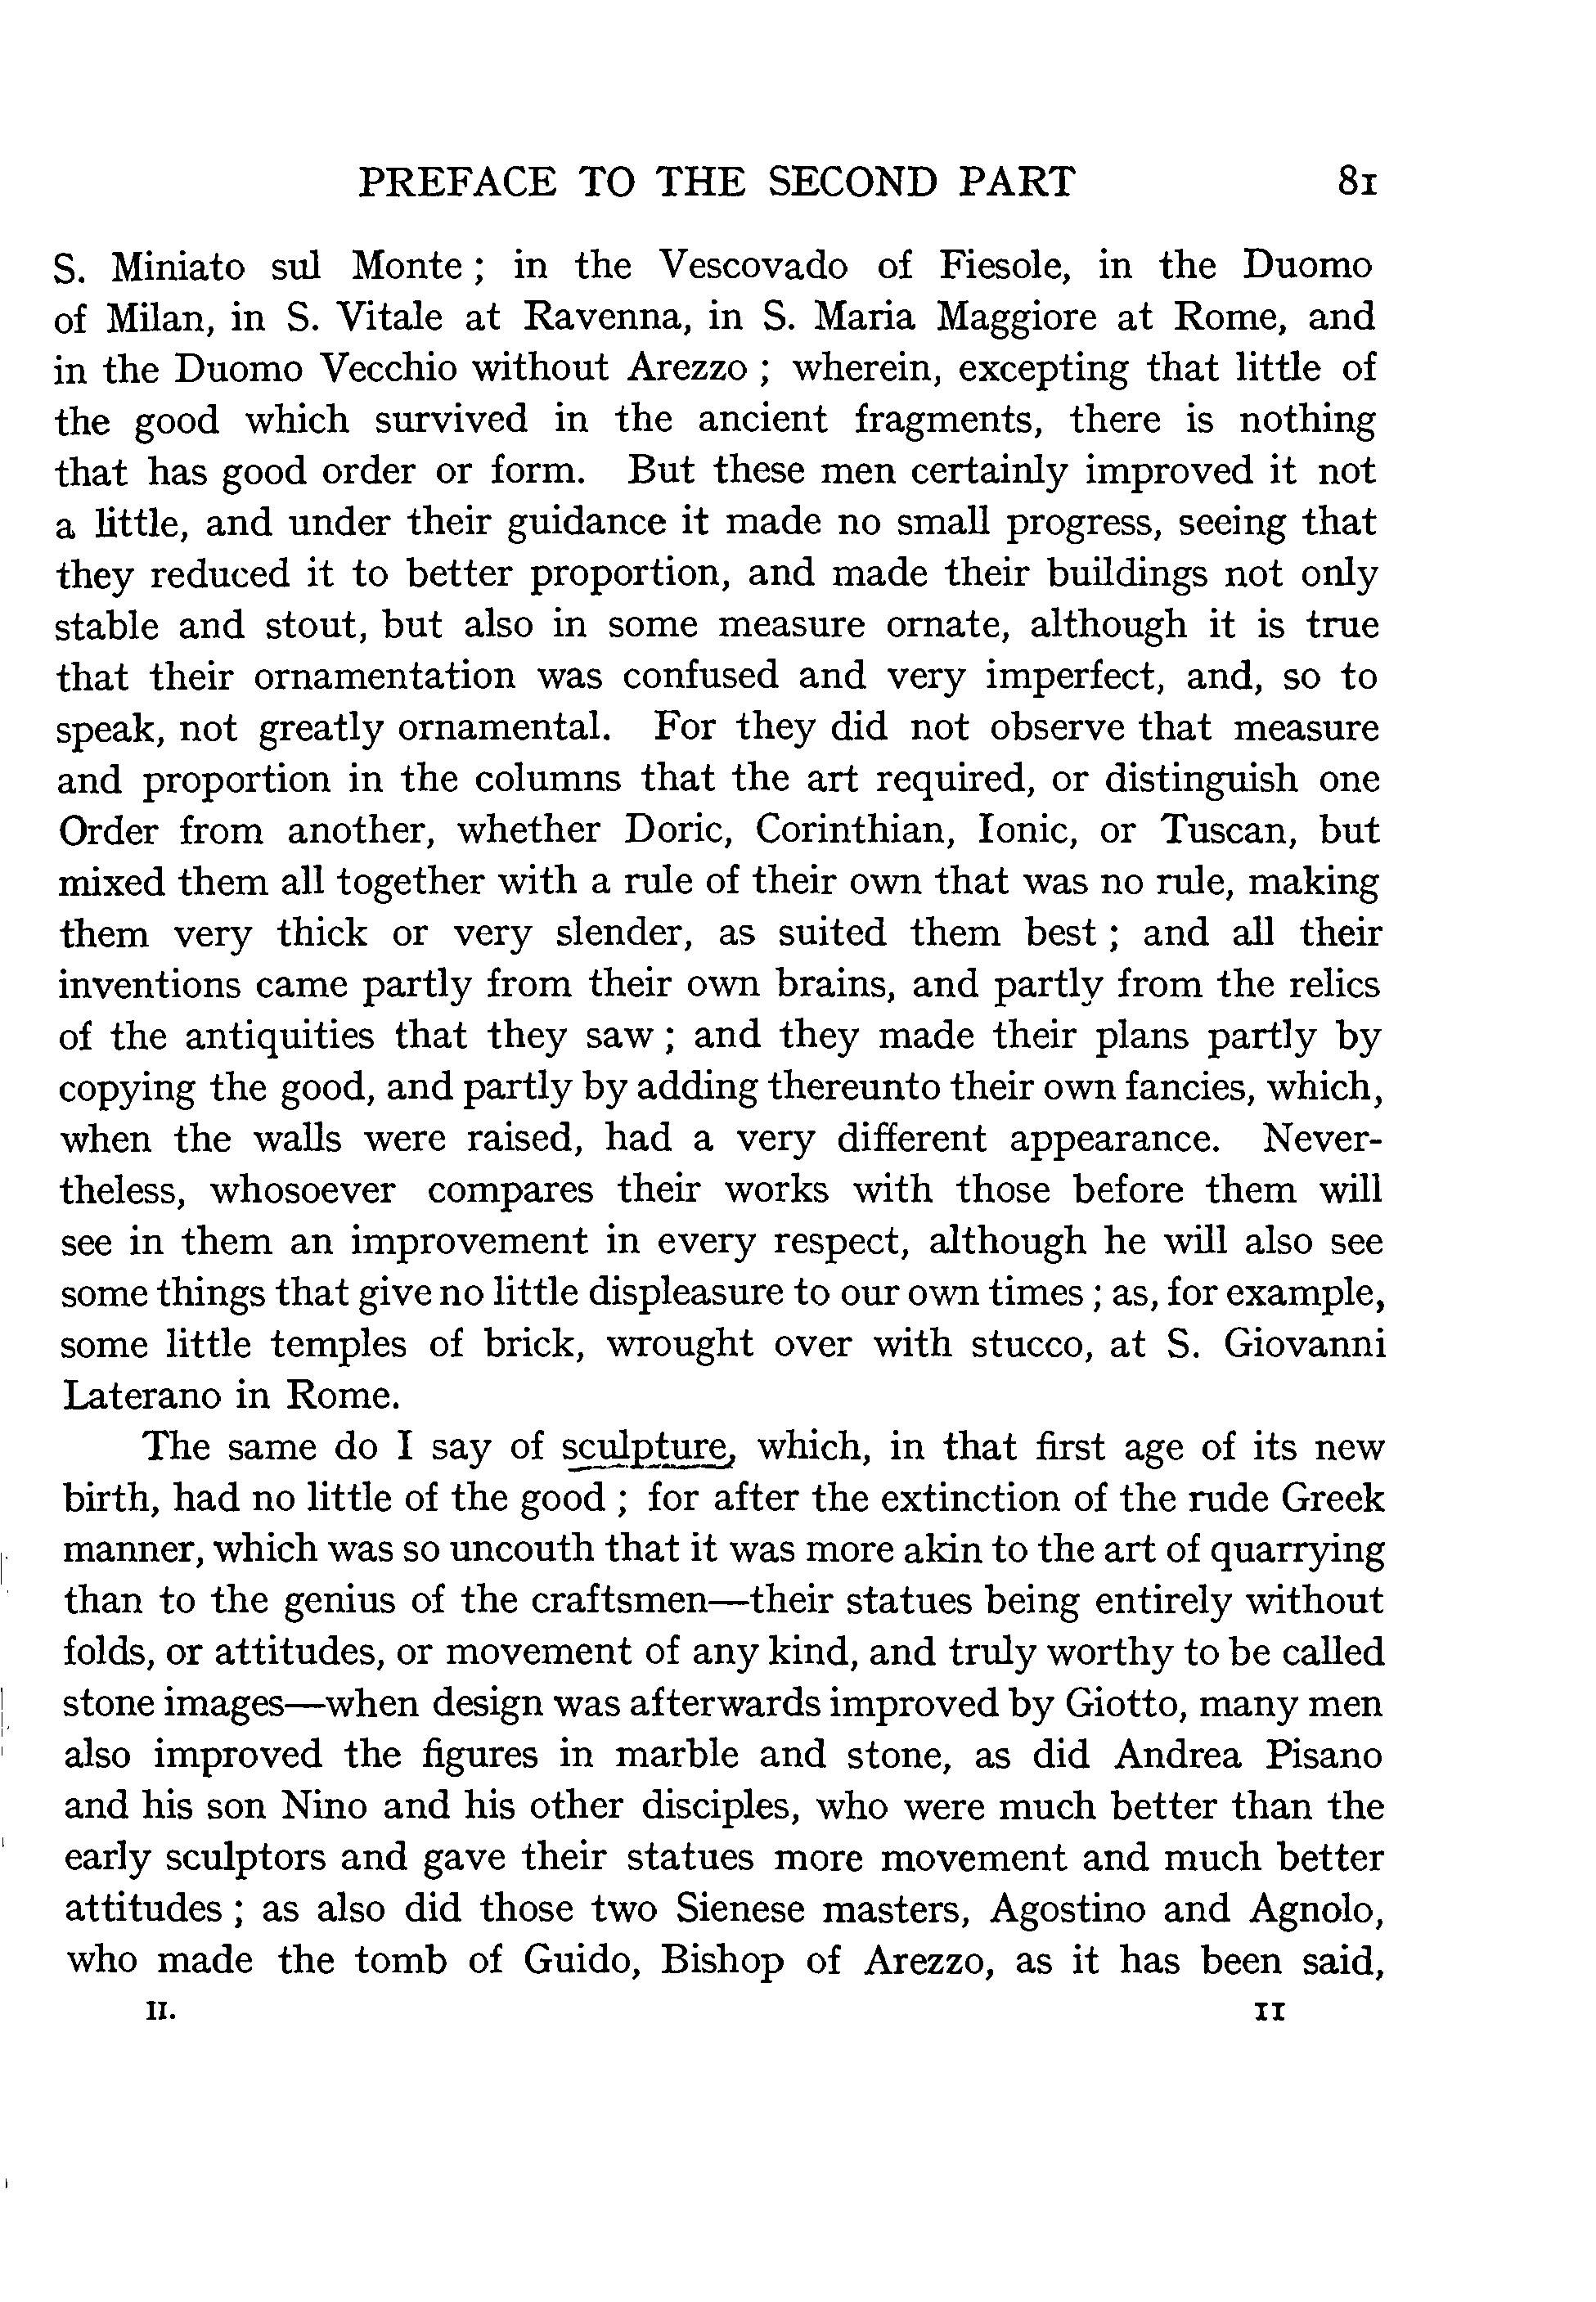 PREFACE TO THE SECOND PART 81
S. Miniato sul Monte; in the Vescovado of Fiesole, in the Duomo
of Milan, in S. Vitale at Ravenna, in S. Maria Maggiore at Rome, and
in the Duomo Vecchio without Arezzo; wherein, excepting that little of
the good which survived in the ancient fragments, there is nothing
that has good order or form. But these men certainly improved it not
a little, and under their guidance it made no small progress, seeing that
they reduced it to better proportion, and made their buildings not only
stable and stout, but also in some measure ornate, although it is true
that their ornamentation was confused and very imperfect, and, so to
speak, not greatly ornamental. For they did not observe that measure
and proportion in the columns that the art required, or distinguish one
Order from another, whether Doric, Corinthian, Ionic, or Tuscan, but
mixed them all together with a rule of their own that was no rule, making
them very thick or very slender, as suited them best; and all their
inventions came partly from their own brains, and partly from the relics
of the antiquities that they saw; and they made their plans partly by
copying the good, and partly by adding thereunto their own fancies, which,
when the walls were raised, had a very different appearance. Never-
theless, whosoever compares their works with those before them will
see in them an improvement in every respect, although he will also see
some things that give no little displeasure to our own times; as, for example,
some little temples of brick, wrought over with stucco, at S. Giovanni
Laterano in Rome.
The same do I say of sculpture, which, in that first age of its new
birth, had no little of the good; for after the extinction of the rude Greek
manner, which was so uncouth that it was more akin to the art of quarrying
than to the genius of the craftsmen—their statues being entirely without
folds, or attitudes, or movement of any kind, and truly worthy to be called
stone images—when design was afterwards improved by Giotto, many men
also improved the figures in marble and stone, as did Andrea Pisano
and his son Nino and his other disciples, who were much better than the
early sculptors and gave their statues more movement and much better
attitudes; as also did those two Sienese masters, Agostino and Agnolo,
who made the tomb of Guido, Bishop of Arezzo, as it has been said,
II. 11